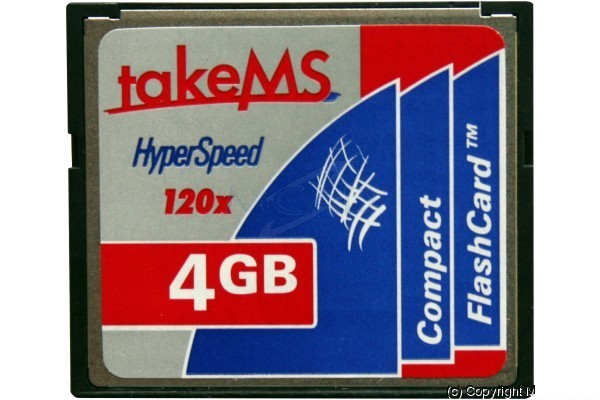 takeMS
HyperSpeed
120x
4GB
Compact
FlashCard™
(c) Copyright